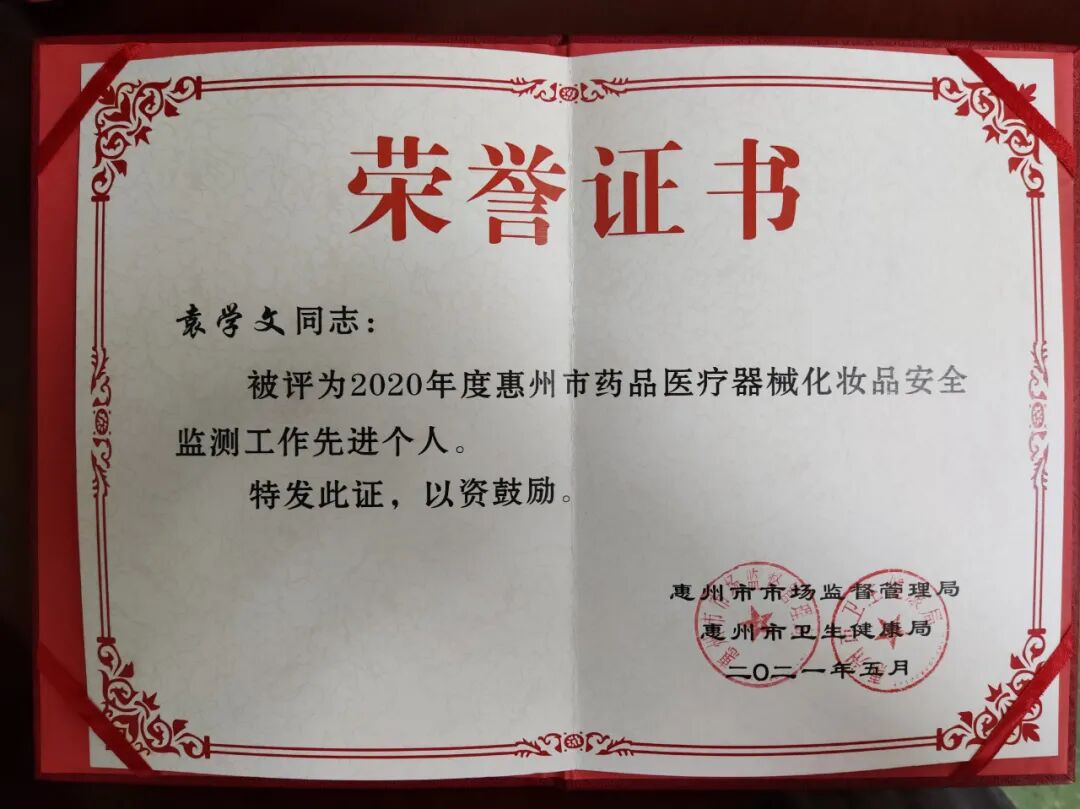 荣誉证书
袁学文同志：
被评为2020年度惠州市药品医疗器械化妆品安全
监测工作先进个人。
特发此证，以资鼓励。
惠州市市场监督管理局
惠州市卫生健康局
二〇二一年五月